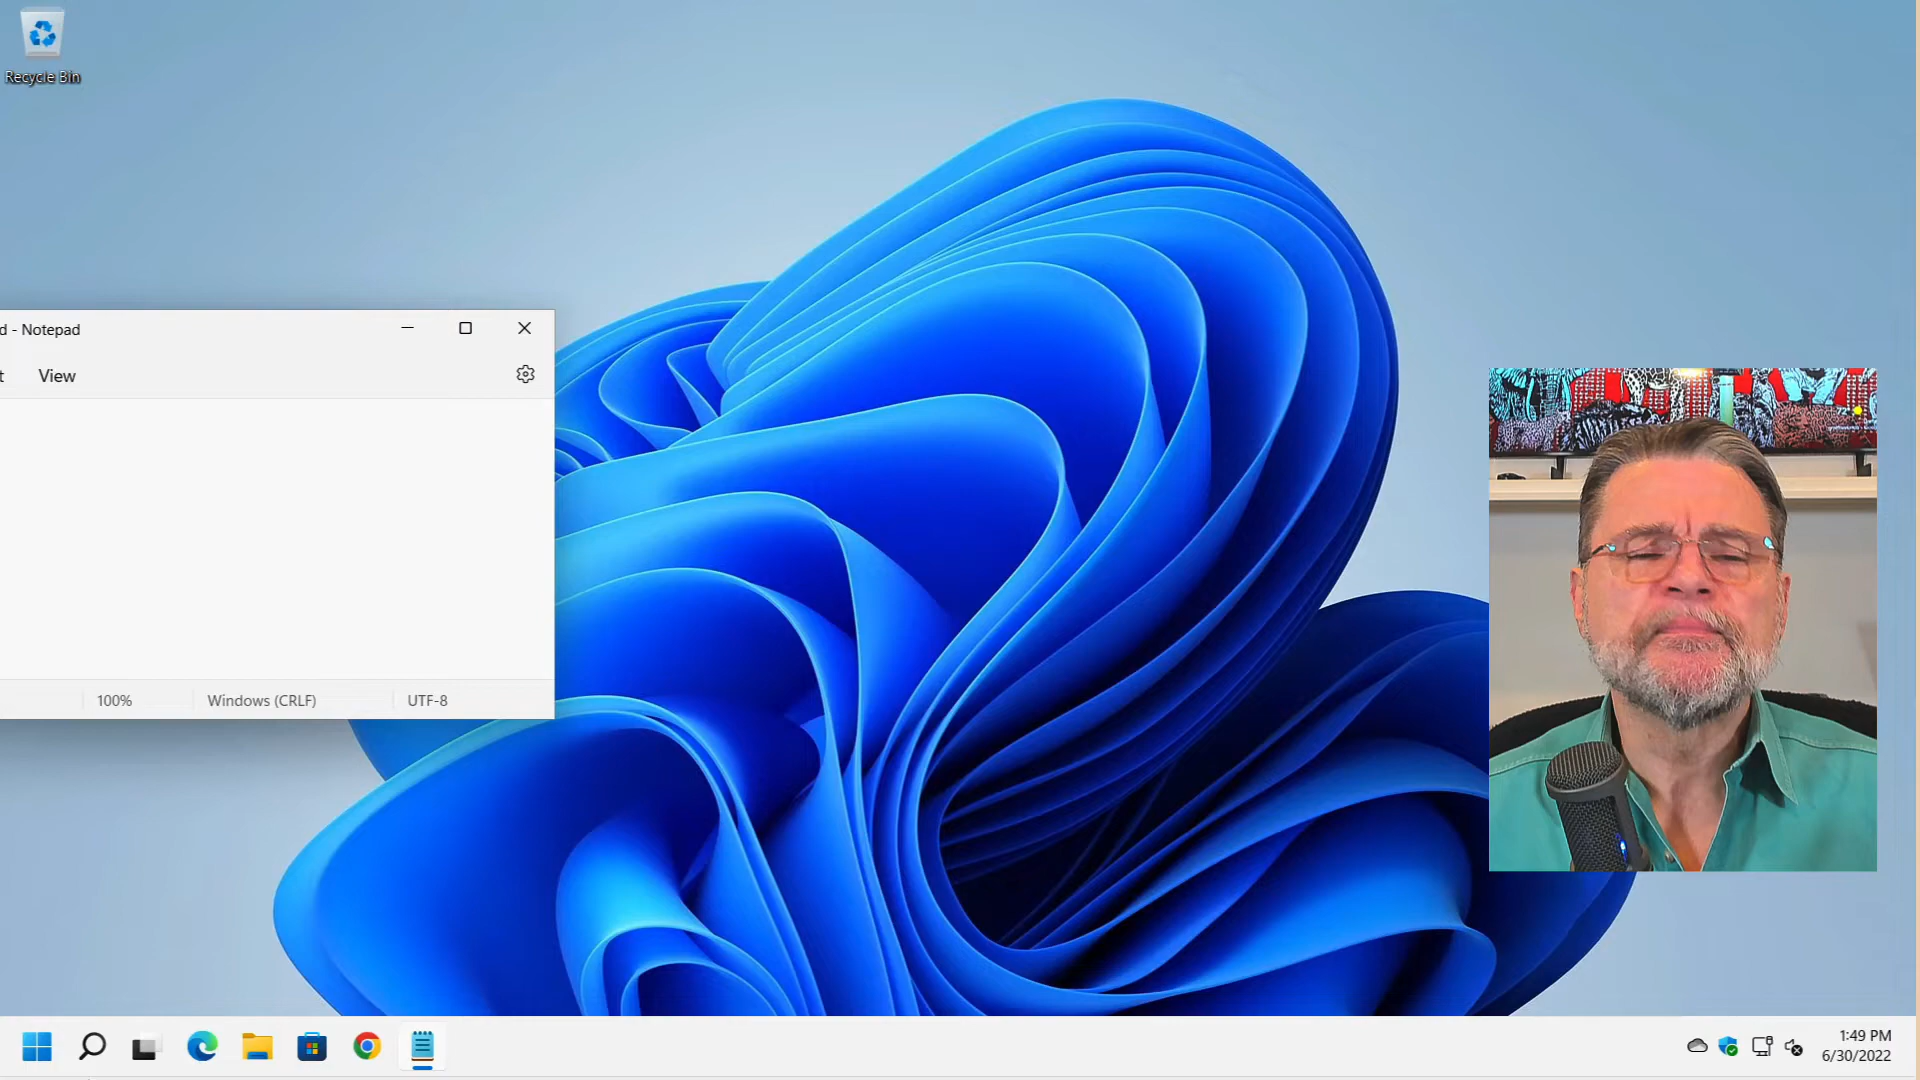 Recycle Bin
d - Notepad
t View
100% Windows (CRLF) UTF-8
1:49 PM
6/30/2022